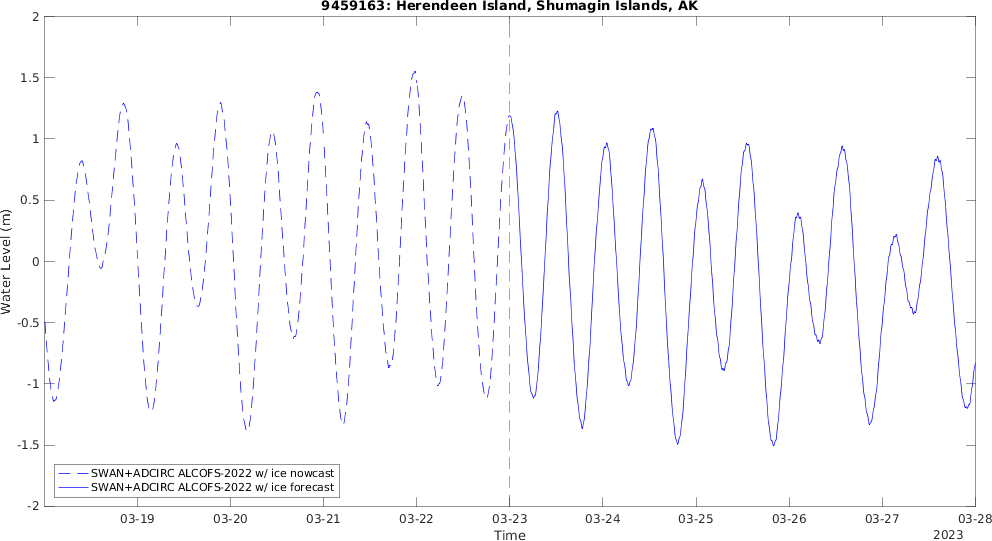 9459163: Herendeen Island, Shumagin Islands, AK
2
1.5
1
0.5
0
-0.5
-1
-1.5
-2
Water Level (m)
SWAN+ADCIRC ALCOFS-2022 w/ ice nowcast
SWAN+ADCIRC ALCOFS-2022 w/ ice forecast
03-19 03-20 03-21 03-22 03-23 03-24 03-25 03-26 03-27 03-28
Time
2023